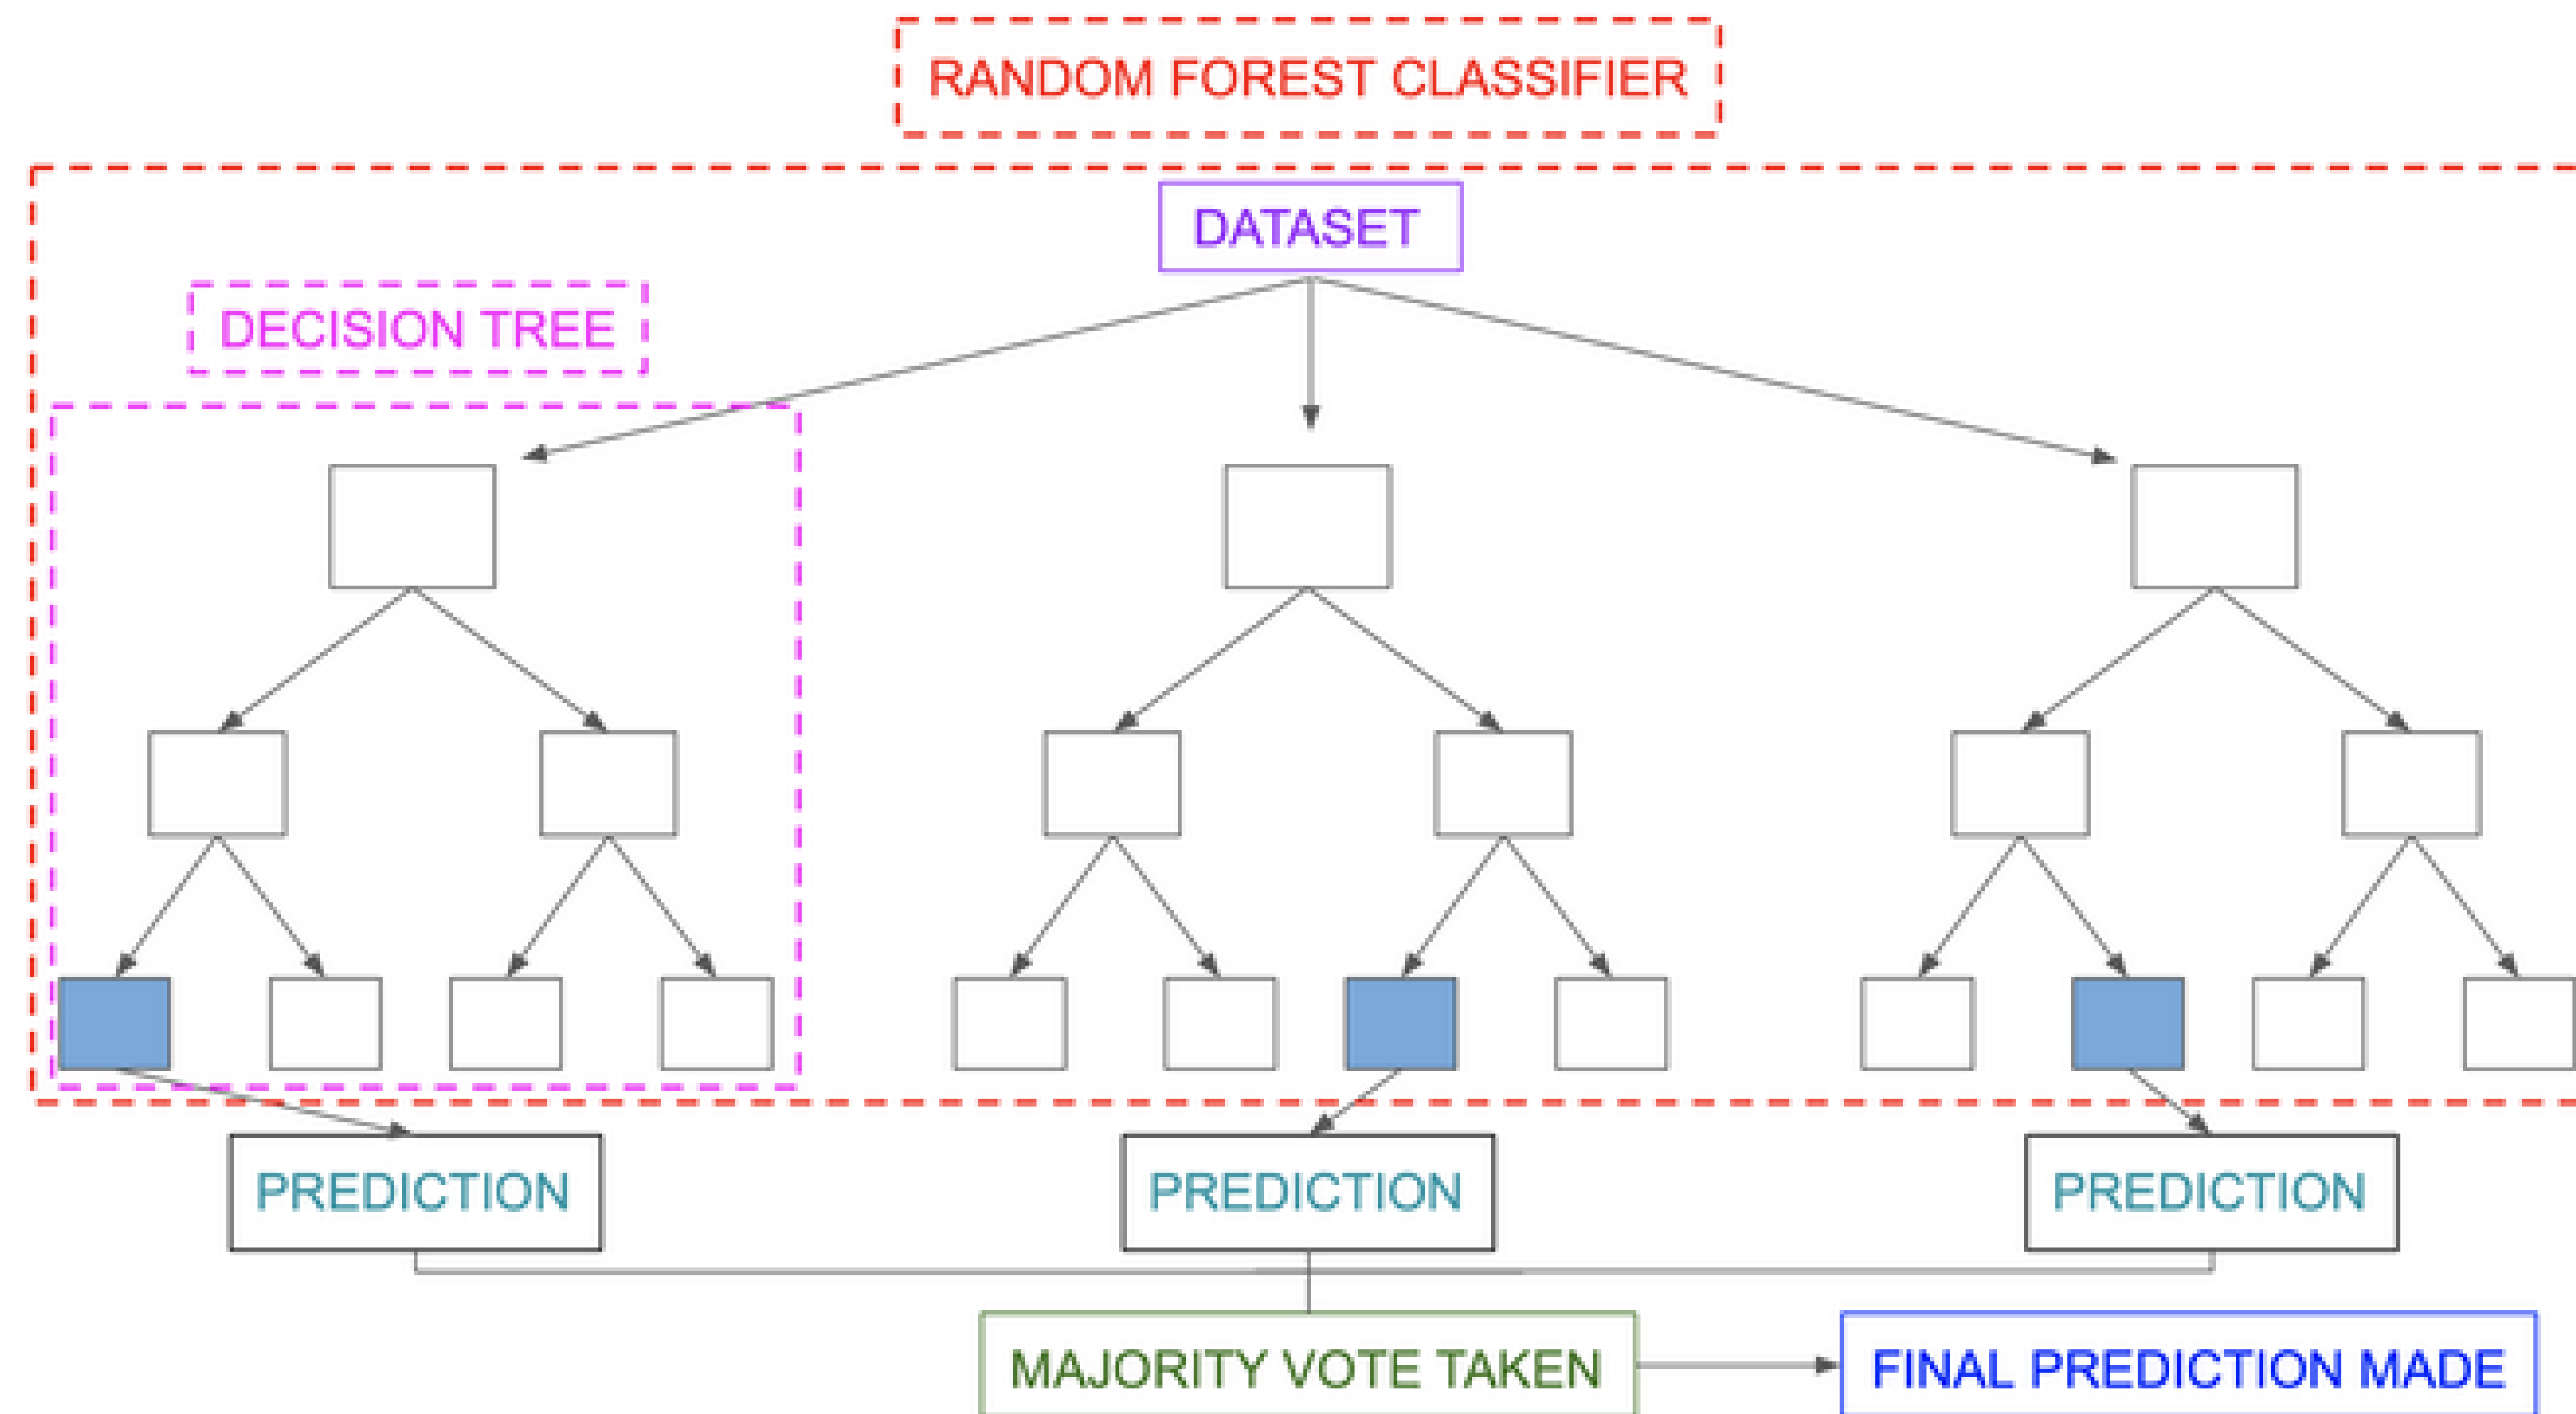 RANDOM FOREST CLASSIFIER
DATASET
DECISION TREE
PREDICTION
PREDICTION
PREDICTION
MAJORITY VOTE TAKEN
FINAL PREDICTION MADE